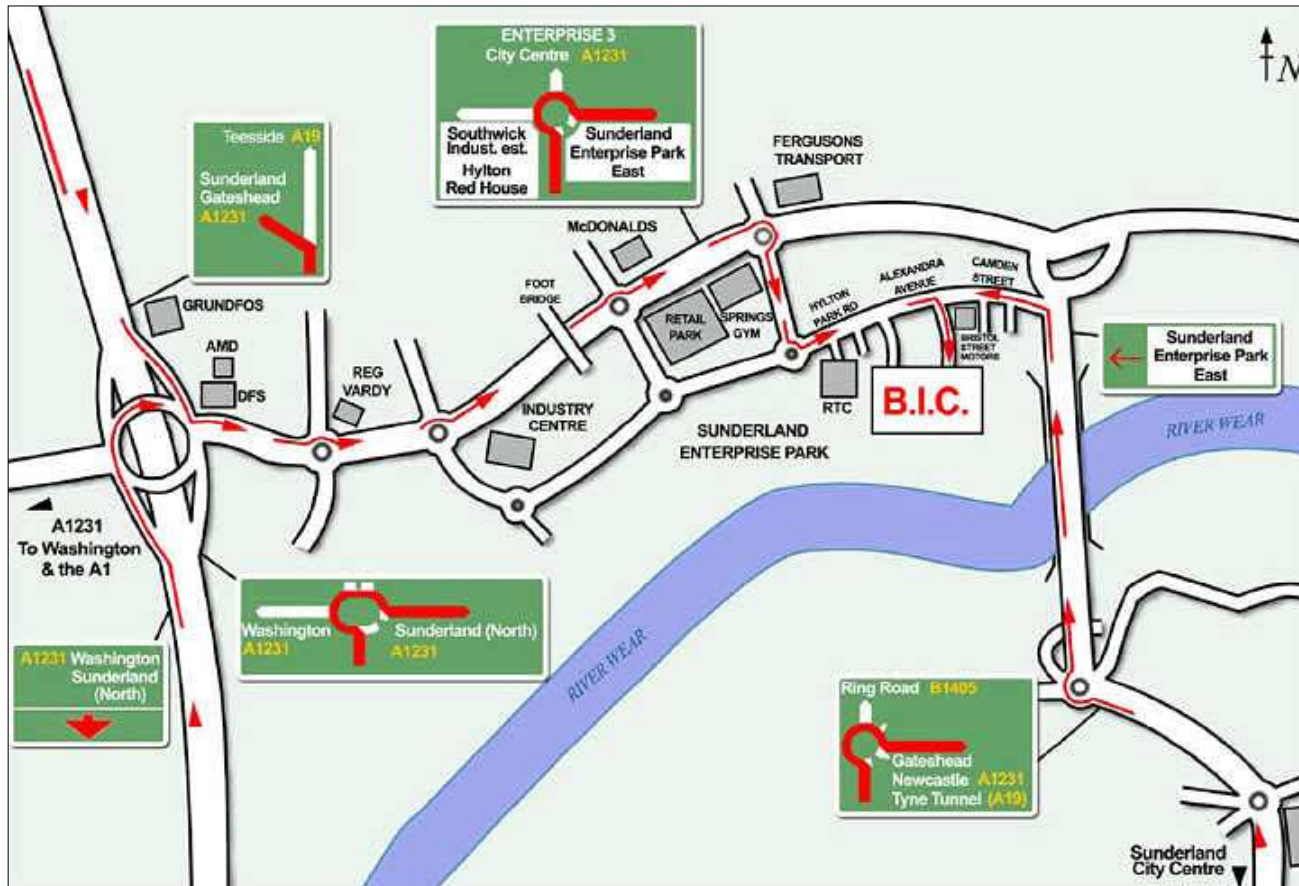 ENTERPRISE 3
City Centre A1231
Southwick
Indust. est.
Hylton
Red House
Sunderland
Enterprise Park
East
N
Teesside A19
Sunderland
Gateshead
A1231
FERGUSONS
TRANSPORT
McDONALDS
FOOT
BRIDGE
GRUNDFOS
AMD
DFS
REG
VARDY
INDUSTRY
CENTRE
RETAIL
PARK
SPRINGS
GYM
HYLTON
PARK RD
ALEXANDRA
AVENUE
CAMDEN
STREET
BRISTOL
STREET
MOTORS
RTC
B.I.C.
Sunderland
Enterprise Park
East
SUNDERLAND
ENTERPRISE PARK
RIVER WEAR
A1231
To Washington
& the A1
Washington
A1231
Sunderland (North)
A1231
A1231 Washington
Sunderland
(North)
RIVER WEAR
Ring Road B1405
Gateshead
Newcastle A1231
Tyne Tunnel (A19)
Sunderland
City Centre